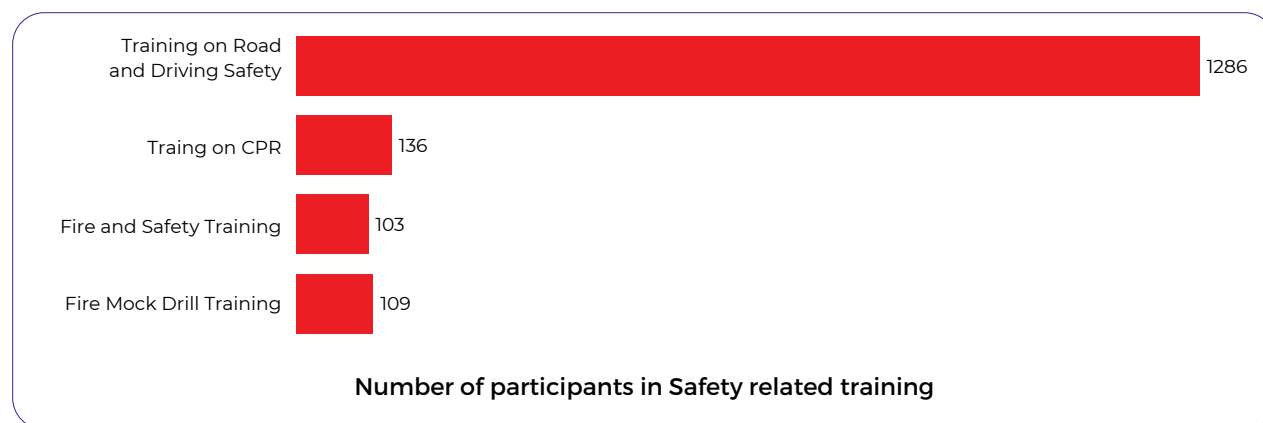 Training on Road
and Driving Safety
1286
Traing on CPR
136
Fire and Safety Training
103
Fire Mock Drill Training
109
Number of participants in Safety related training